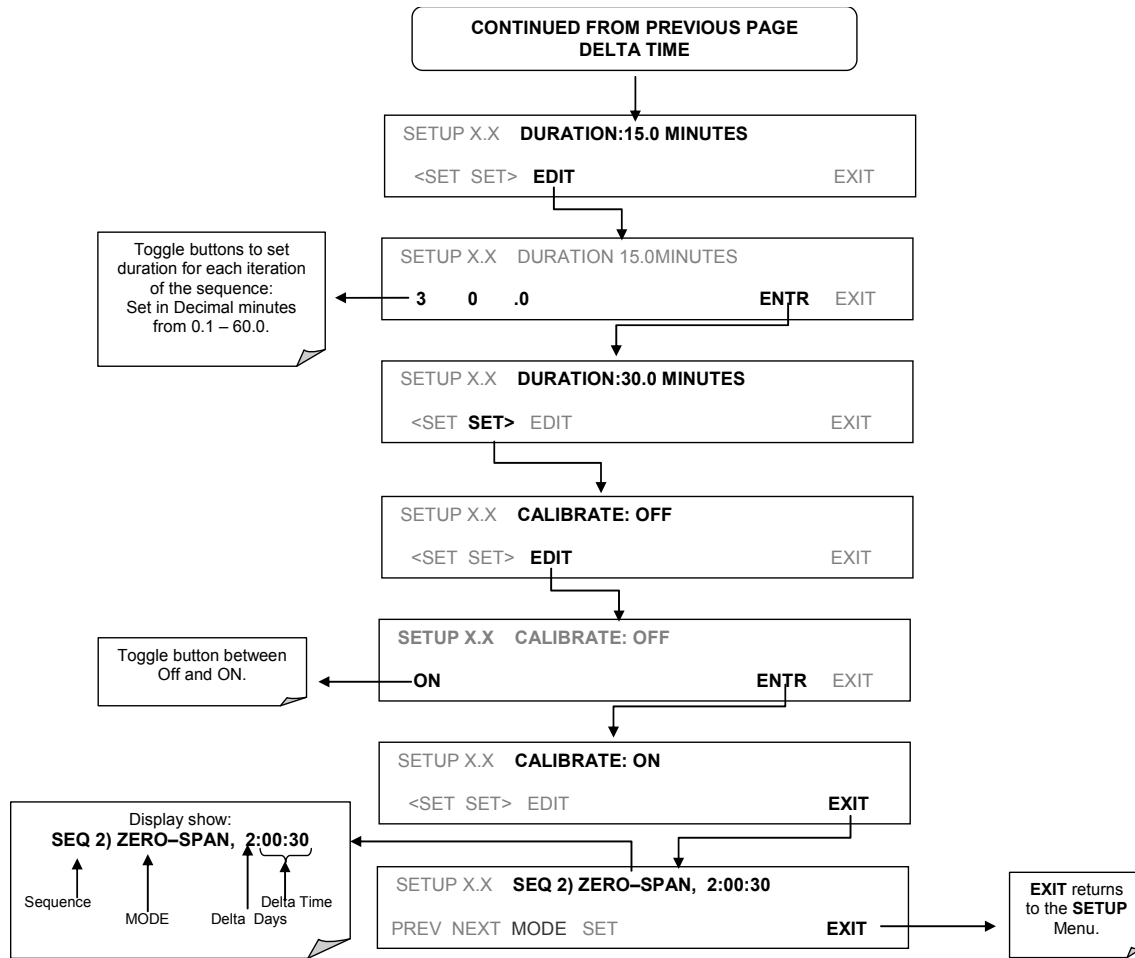 CONTINUED FROM PREVIOUS PAGE
DELTA TIME
SETUP X.X DURATION:15.0 MINUTES
<SET SET> EDIT EXIT
Toggle buttons to set
duration for each iteration
of the sequence:
Set in Decimal minutes
from 0.1 – 60.0.
SETUP X.X DURATION 15.0MINUTES
3 0 .0 ENTR EXIT
SETUP X.X DURATION:30.0 MINUTES
<SET SET> EDIT EXIT
SETUP X.X CALIBRATE: OFF
<SET SET> EDIT EXIT
Toggle button between
Off and ON.
SETUP X.X CALIBRATE: OFF
ON ENTR EXIT
SETUP X.X CALIBRATE: ON
<SET SET> EDIT EXIT
Display show:
SEQ 2) ZERO–SPAN, 2:00:30
Sequence
MODE
Delta Days
Delta Time
SETUP X.X SEQ 2) ZERO–SPAN, 2:00:30
PREV NEXT MODE SET EXIT
EXIT returns
to the SETUP
Menu.